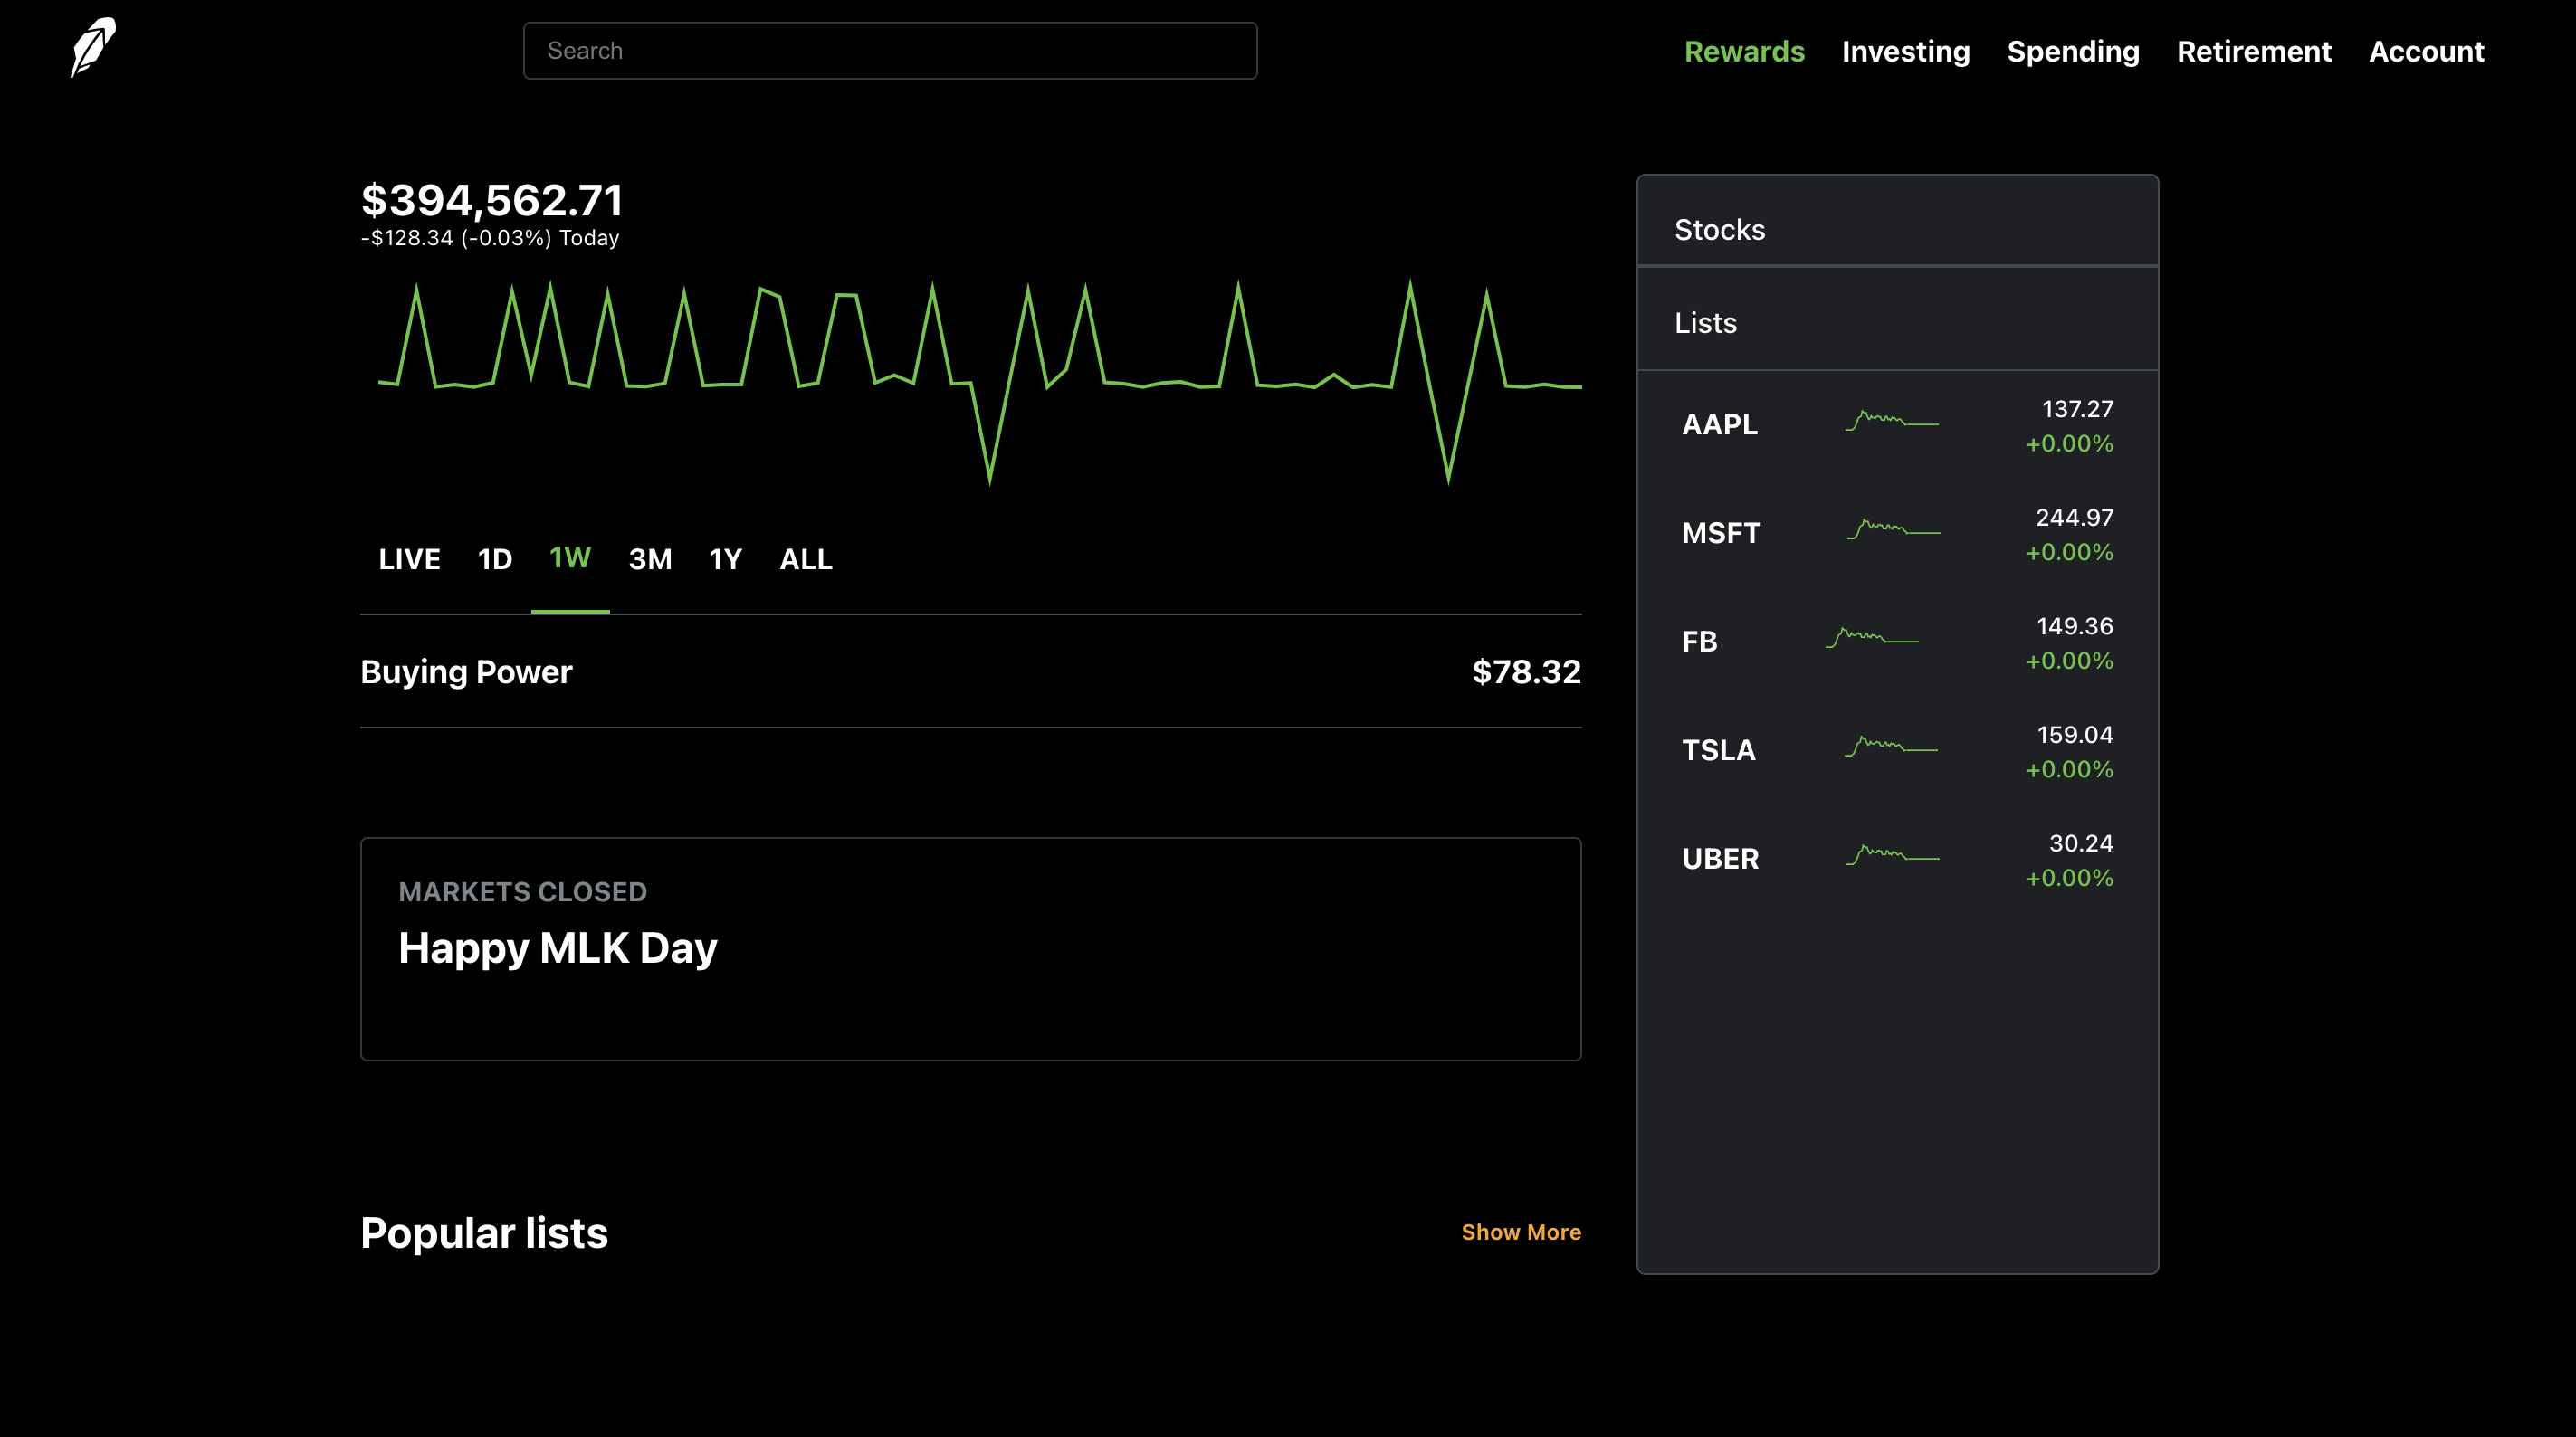 Search
Rewards Investing Spending Retirement Account
$394,562.71
-$128.34 (-0.03%) Today
LIVE 1D 1W 3M 1Y ALL
Buying Power $78.32
MARKETS CLOSED
Happy MLK Day
Popular lists Show More
Stocks
Lists
AAPL 137.27
+0.00%
MSFT 244.97
+0.00%
FB 149.36
+0.00%
TSLA 159.04
+0.00%
UBER 30.24
+0.00%